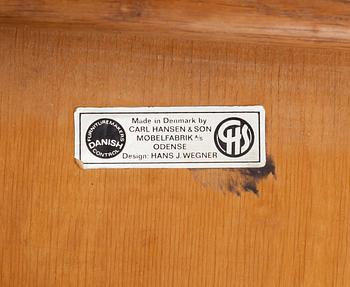 FURNITUREMAKERS
DANISH
CONTROL
Made in Denmark by
CARL HANSEN & SON
MØBELFABRIK A/S
ODENSE
Design: HANS J. WEGNER
CHS